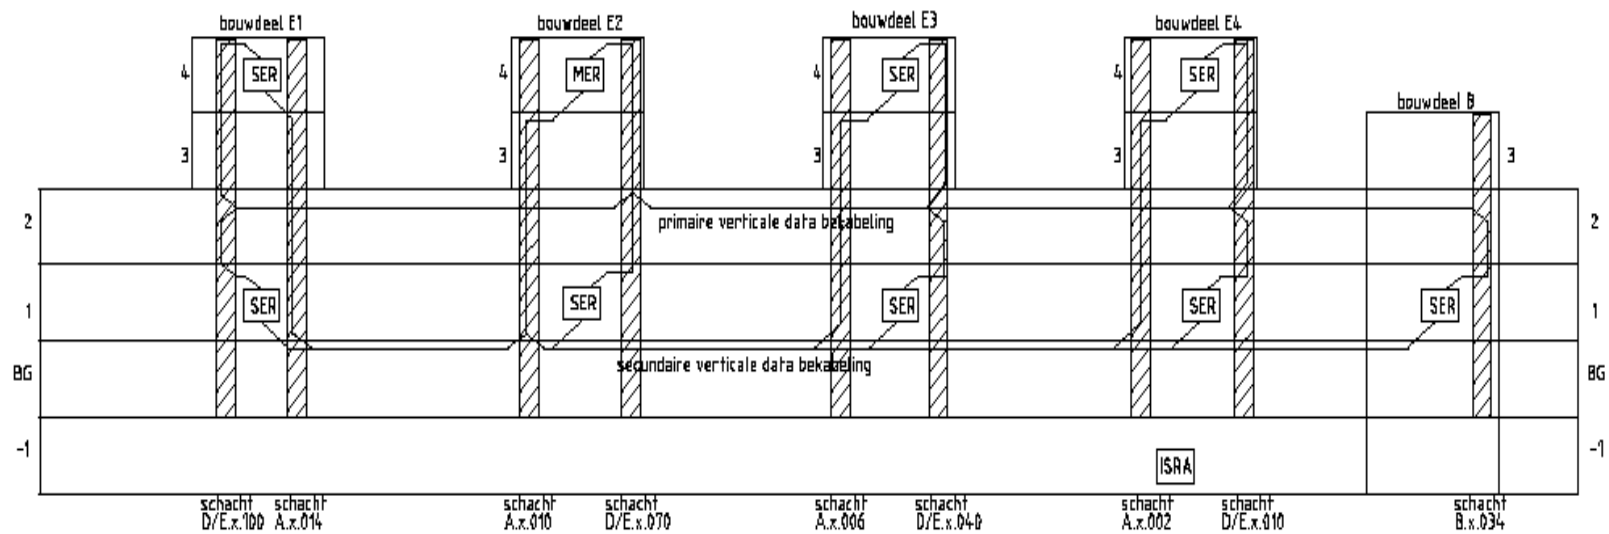 bouwdeel E1
bouwdeel E2
bouwdeel E3
bouwdeel E4
4
SER
4
MER
4
SER
4
SER
bouwdeel B
3
3
3
3
3
2
primaire verticale data bekabeling
2
1
SER
SER
SER
SER
SER
1
BG
secundaire verticale data bekabeling
BG
-1
ISRA
-1
schacht
D/E.x.100
schacht
A.x.014
schacht
A.x.010
schacht
D/E.x.070
schacht
A.x.006
schacht
D/E.x.040
schacht
A.x.002
schacht
D/E.x.010
schacht
B.x.034